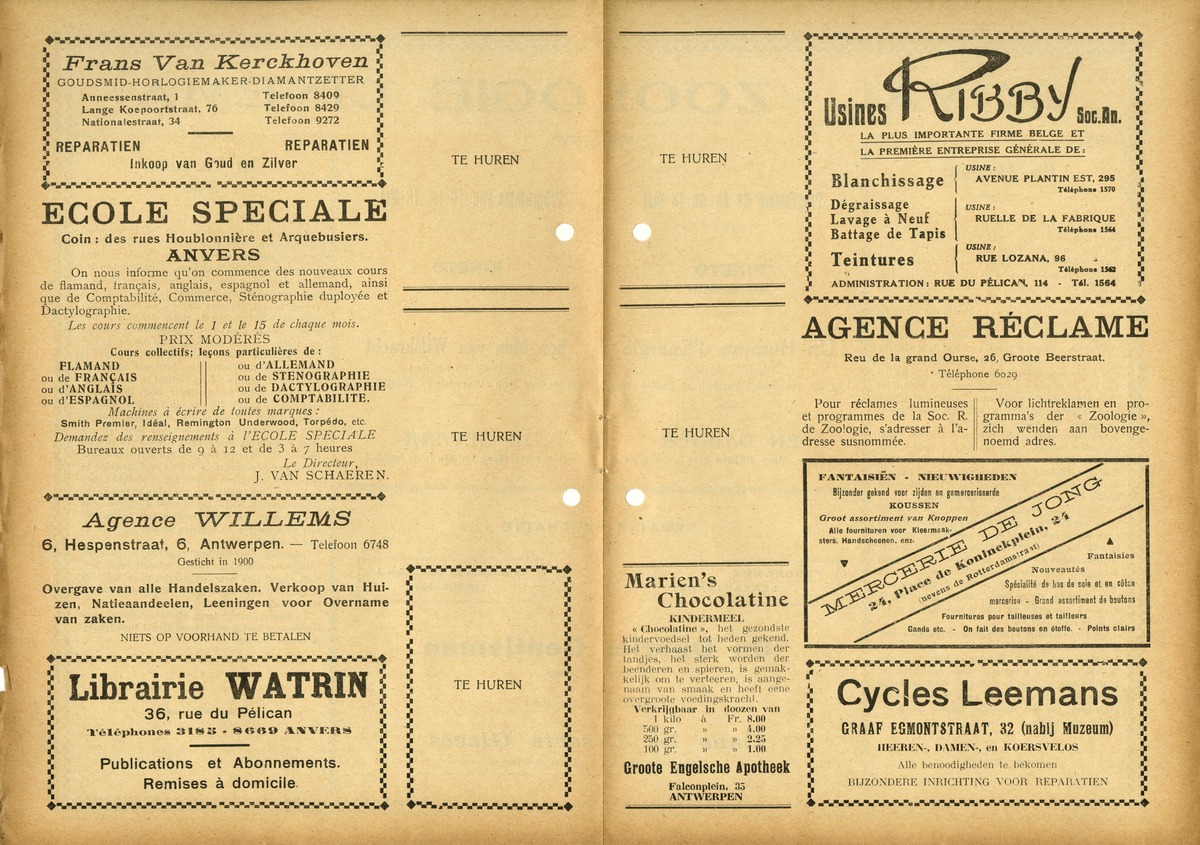 Frans Van Kerckhoven
GOUDSMID-HORLOGIEMAKER-DIAMANTZETTER
Anneessenstraat, 1 Telefoon 8409
Lange Koepoortstraat, 76 Telefoon 8429
Nationalestraat, 34 Telefoon 9272
REPARATIEN REPARATIEN
Inkoop van Goud en Zilver
ECOLE SPECIALE
Coin : des rues Houbionnière et Arquebusiers.
ANVERS
On nous informe qu'on commence des nouveaux cours
de flamand, français, anglais, espagnol et allemand, ainsi
que de Comptabilité, Commerce, Sténographie duployée et
Dactylographie.
Les cours commencent le 1 et le 15 de chaque mois.
PRIX MODÉRÉS
Cours collectifs; leçons particulières de :
FLAMAND
ou de FRANÇAIS
ou d'ANGLAIS
ou d'ESPAGNOL
ou d'ALLEMAND
ou de STENOGRAPHIE
ou de DACTYLOGRAPHIE
ou de COMPTABILITE.
Machines à écrire de toutes marques :
Smith Premier, Idéal, Remington Underwood, Torpédo, etc.
Demandez des renseignements à l'ECOLE SPECIALE
Bureaux ouverts de 9 à 12 et de 3 à 7 heures
Le Directeur,
J. VAN SCHAEREN.
Agence WILLEMS
6, Hespenstraat, 6, Antwerpen. — Telefoon 6748
Gesticht in 1900
Overgave van alle Handelszaken. Verkoop van Hui-
zen, Natieaandeelen, Leeningen voor Overname
van zaken.
NIETS OP VOORHAND TE BETALEN
Librairie WATRIN
36, rue du Pélican
Téléphones 3183 - 8669 ANVERS
Publications et Abonnements.
Remises à domicile.
TE HUREN
TE HUREN
TE HUREN
TE HUREN
TE HUREN
Marien's
Chocolatine
KINDERMEEL
« Chocolatine », het gezondste
kindervoedsel tot heden gekend.
Het verhaast het vormen der
tandjes, het sterk worden der
beenderen en spieren, is gemak-
kelijk om te verteeren, is aange-
naam van smaak en heeft eene
overgroote voedingskracht.
Verkrijgbaar in doozen van
1 kilo à Fr. 8.00
500 gr. » » 4.00
250 gr. » » 2.25
100 gr. » » 1.00
Groote Engelsche Apotheek
Falconplein, 35
ANTWERPEN
Usines RIBBY Soc.An.
LA PLUS IMPORTANTE FIRME BELGE ET
LA PREMIÈRE ENTREPRISE GÉNÉRALE DE :
Blanchissage
USINE :
AVENUE PLANTIN EST, 295
Téléphone 1570
Dégraissage
Lavage à Neuf
Battage de Tapis
USINE :
RUELLE DE LA FABRIQUE
Téléphone 1564
Teintures
USINE :
RUE LOZANA, 96
Téléphone 1562
ADMINISTRATION : RUE DU PÉLICAN, 114 - Tél. 1564
AGENCE RÉCLAME
Reu de la grand Ourse, 26, Groote Beerstraat.
Téléphone 6029
Pour réclames lumineuses
et programmes de la Soc. R.
de Zoologie, s'adresser à l'a-
dresse susnommée.
Voor lichtreklamen en pro-
gramma's der « Zoologie »,
zich wenden aan bovenge-
noemd adres.
FANTAISIËN - NIEUWIGHEDEN
Bijzonder gekend voor zijden en gemerceriseerde
KOUSSEN
Groot assortiment van Knoppen
Alle fournituren voor Kleermaak-
sters. Handschoenen, enz.
MERCERIE DE JONG
24, Place de Koninckplein, 24
(nevens de Rotterdamstraat)
Fantaisies
Nouveautés
Spécialité de bas de soie et en côton
mercerisé - Grand assortiment de boutons
Fournitures pour tailleuses et tailleurs
Gands etc. - On fait des boutons en étoffe. - Points clairs
Cycles Leemans
GRAAF EGMONTSTRAAT, 32 (nabij Muzeum)
HEEREN-, DAMEN-, en KOERSVELOS
Alle benoodigheden te bekomen
BIJZONDERE INRICHTING VOOR REPARATIEN